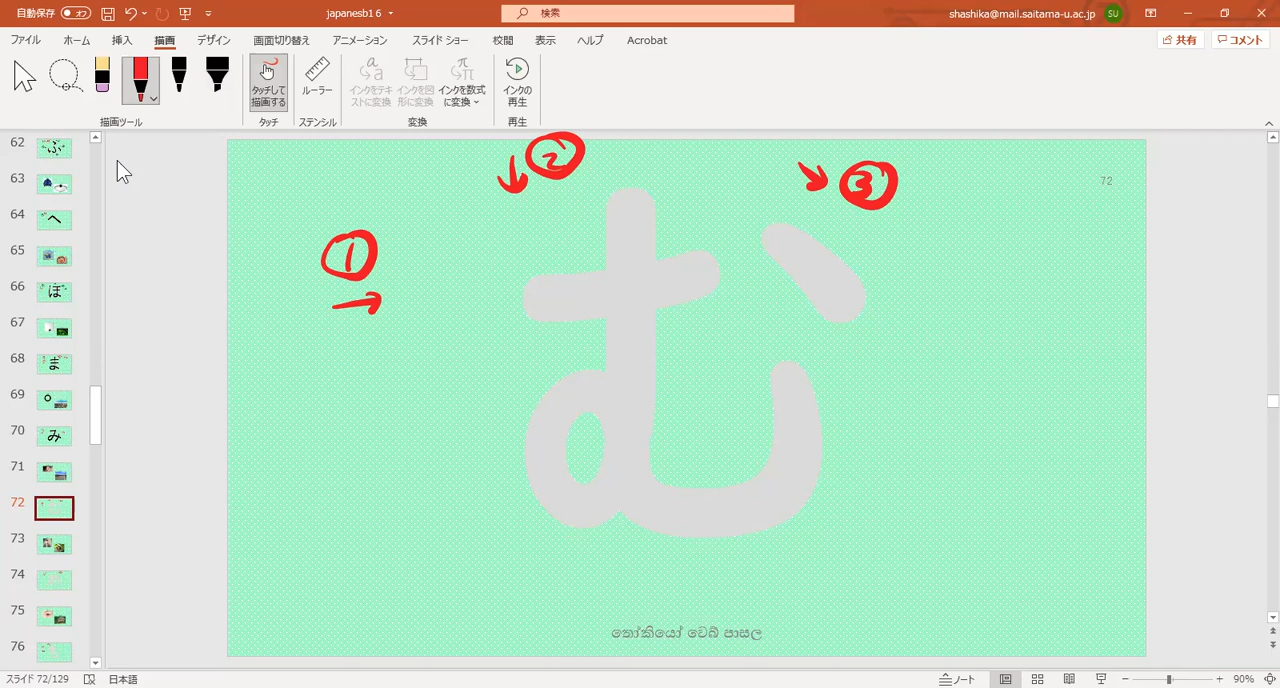 自動保存 オフ japanesb16 検索 shashika@mail.saitama-u.ac.jp SU
ファイル ホーム 挿入 描画 デザイン 画面切り替え アニメーション スライド ショー 校閲 表示 ヘルプ Acrobat 共有 コメント
タッチして描画する ルーラー インクをテキストに変換 インクを図形に変換 インクを数式に変換 インクの再生
描画ツール タッチ ステンシル 変換 再生
62 ぶ
63
64 へ
65
66 ぼ
67
68 ま
69
70 み
71
72
73
74
75
76
① ② ③
72
む
තෝකියෝ වෙබ් පාසල
スライド 72/129 日本語 ノート 90%